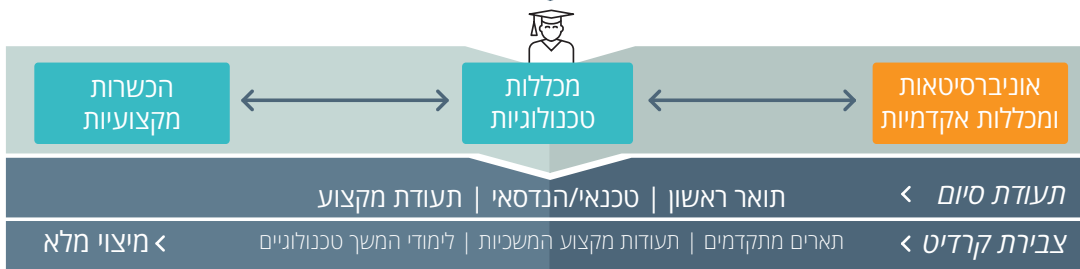 אוניברסיטאות
ומכללות אקדמיות
מכללות
טכנולוגיות
הכשרות
מקצועיות
תעודת סיום > תואר ראשון | טכנאי/הנדסאי | תעודת מקצוע
צבירת קרדיט > תארים מתקדמים | תעודות מקצוע המשכיות | לימודי המשך טכנולוגיים > מיצוי מלא